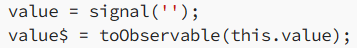 value = signal('');
value$ = toObservable(this.value);